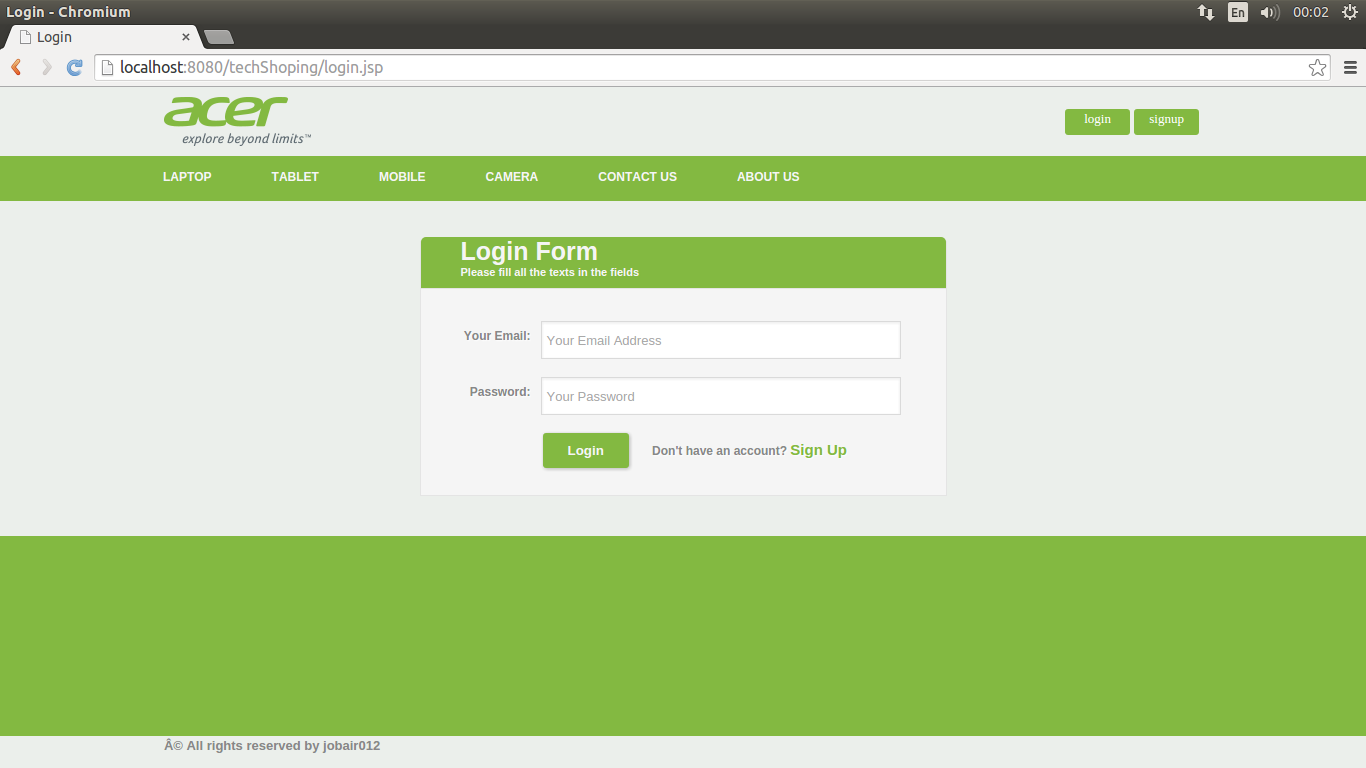 Login - Chromium
En
00:02
Login
localhost:8080/techShoping/login.jsp
acer
explore beyond limits™
login signup
LAPTOP TABLET MOBILE CAMERA CONTACT US ABOUT US
Login Form
Please fill all the texts in the fields
Your Email: Your Email Address
Password: Your Password
Login Don't have an account? Sign Up
Â© All rights reserved by jobair012